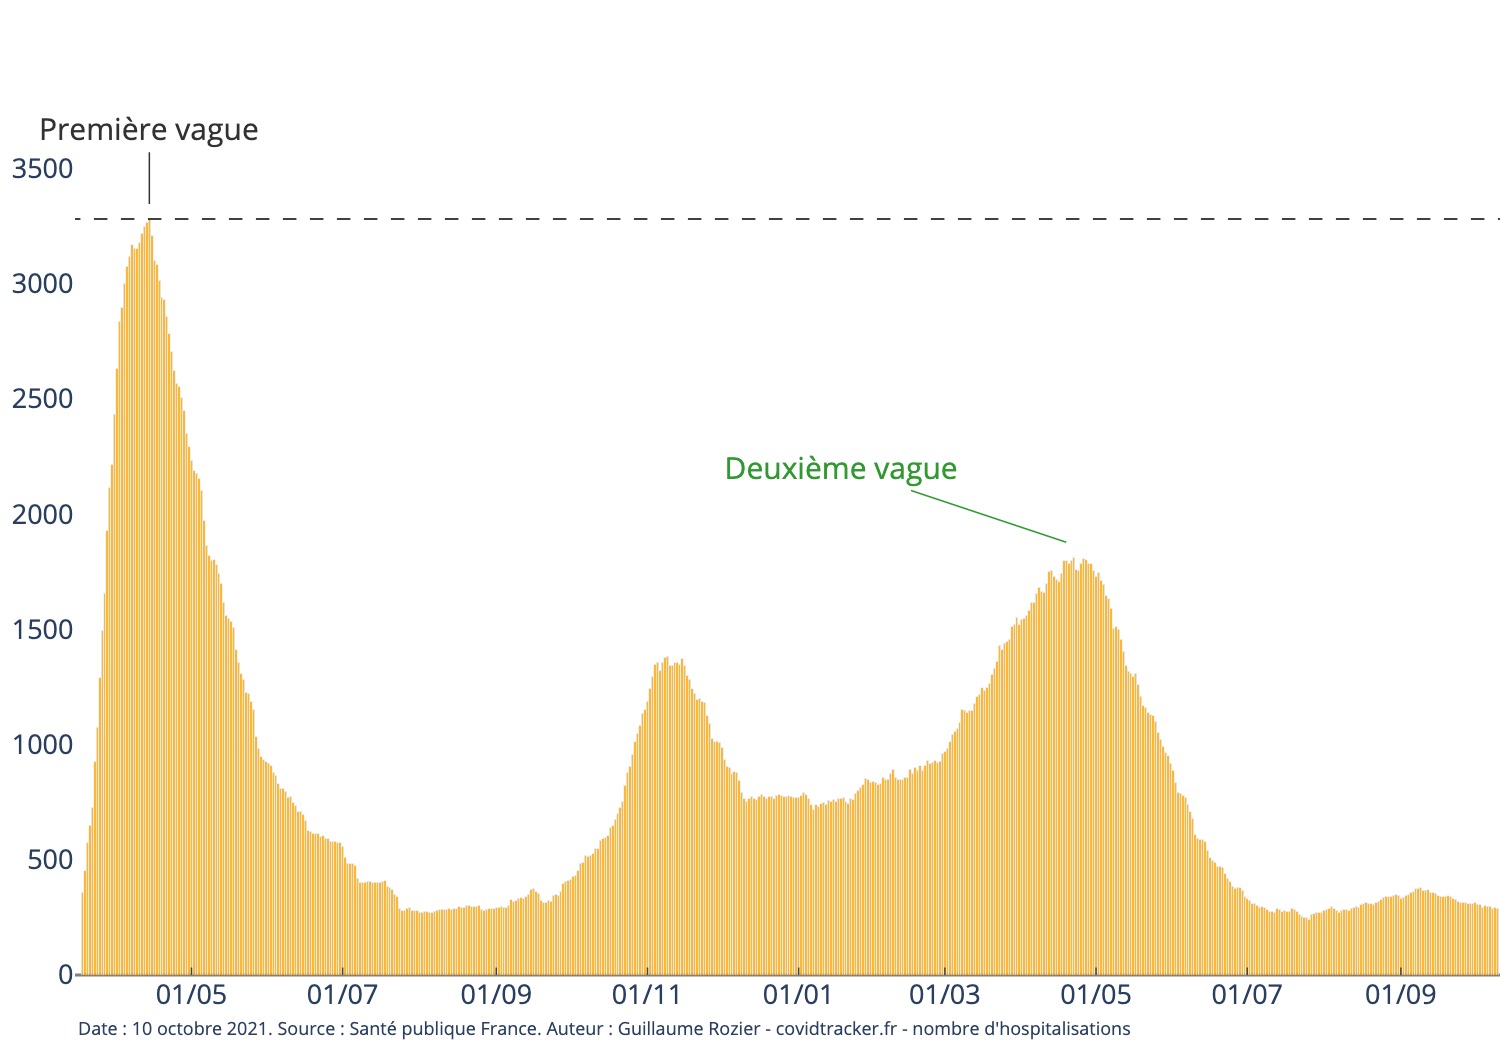 Première vague
3500
3000
2500
Deuxième vague
2000
1500
1000
500
0
01/05 01/07 01/09 01/11 01/01 01/03 01/05 01/07 01/09
Date : 10 octobre 2021. Source : Santé publique France. Auteur : Guillaume Rozier - covidtracker.fr - nombre d'hospitalisations